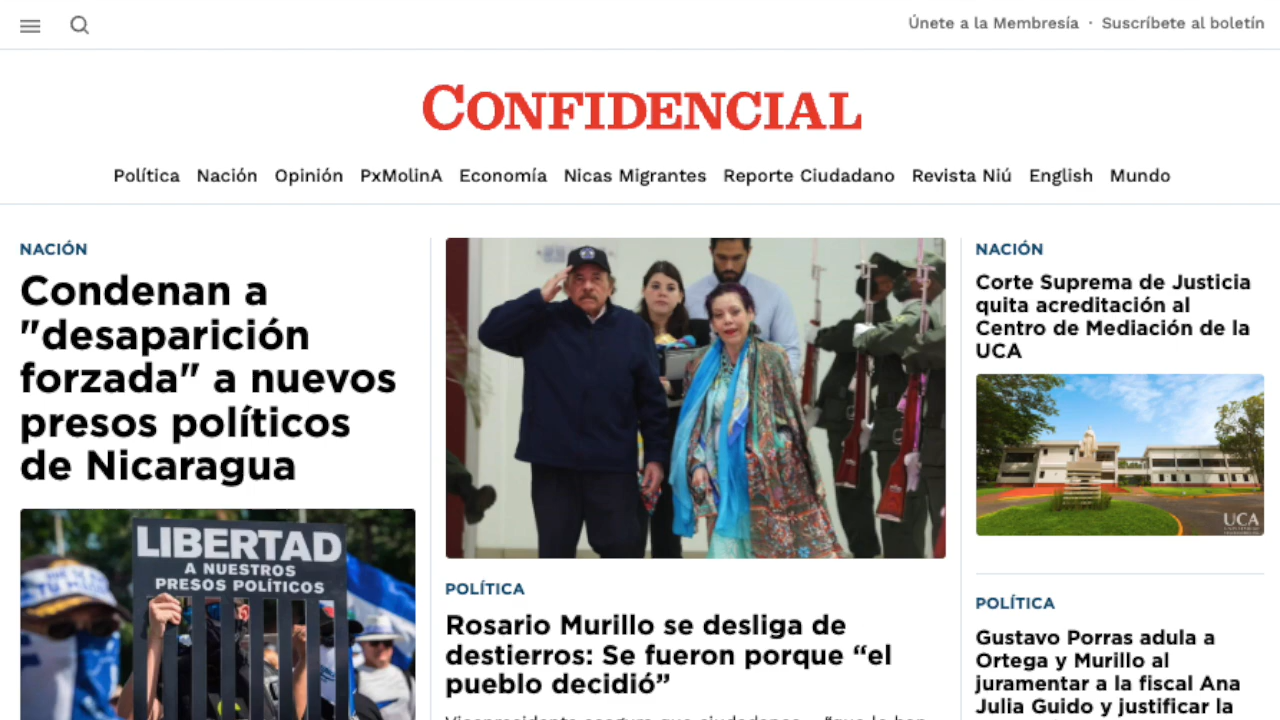 Únete a la Membresía · Suscríbete al boletín
CONFIDENCIAL
Política Nación Opinión PxMolinA Economía Nicas Migrantes Reporte Ciudadano Revista Niú English Mundo
NACIÓN
Condenan a
"desaparición
forzada" a nuevos
presos políticos
de Nicaragua
LIBERTAD
A NUESTROS
PRESOS POLÍTICOS
POLÍTICA
Rosario Murillo se desliga de
destierros: Se fueron porque “el
pueblo decidió”
NACIÓN
Corte Suprema de Justicia
quita acreditación al
Centro de Mediación de la
UCA
UCA
POLÍTICA
Gustavo Porras adula a
Ortega y Murillo al
juramentar a la fiscal Ana
Julia Guido y justificar la